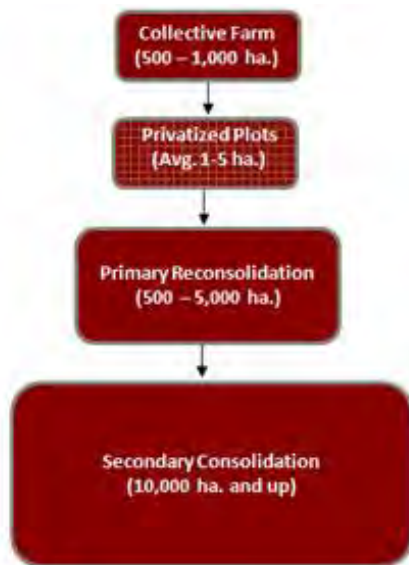 Collective Farm
(500 – 1,000 ha.)
Privatized Plots
(Avg. 1-5 ha.)
Primary Reconsolidation
(500 – 5,000 ha.)
Secondary Consolidation
(10,000 ha. and up)